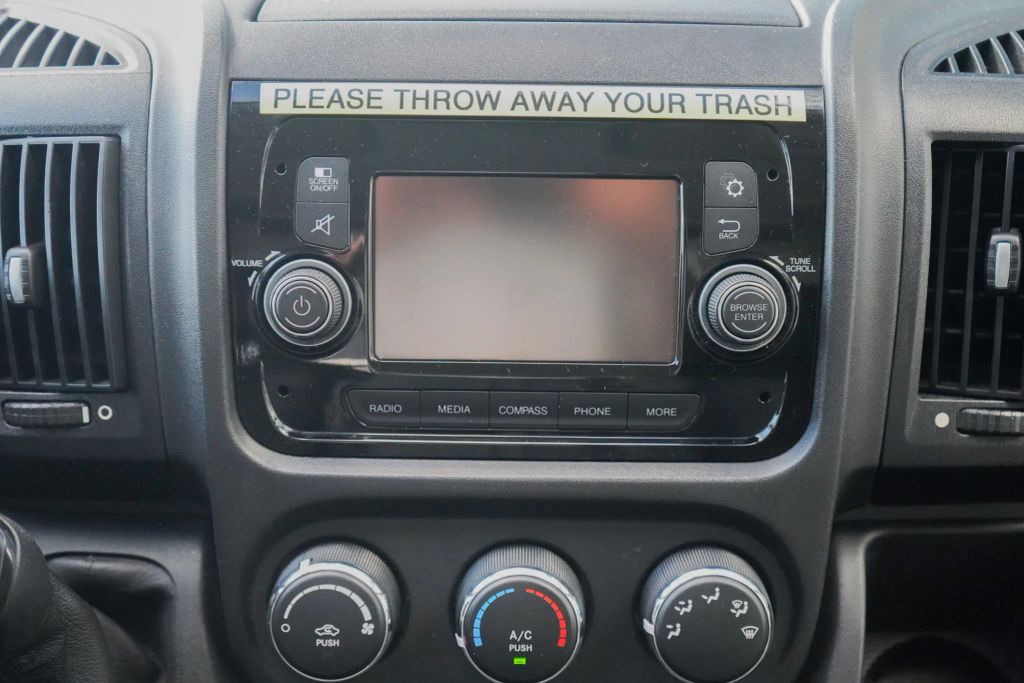 PLEASE THROW AWAY YOUR TRASH
SCREEN
ON/OFF
BACK
VOLUME
TUNE
SCROLL
BROWSE
ENTER
RADIO
MEDIA
COMPASS
PHONE
MORE
PUSH
A/C
PUSH